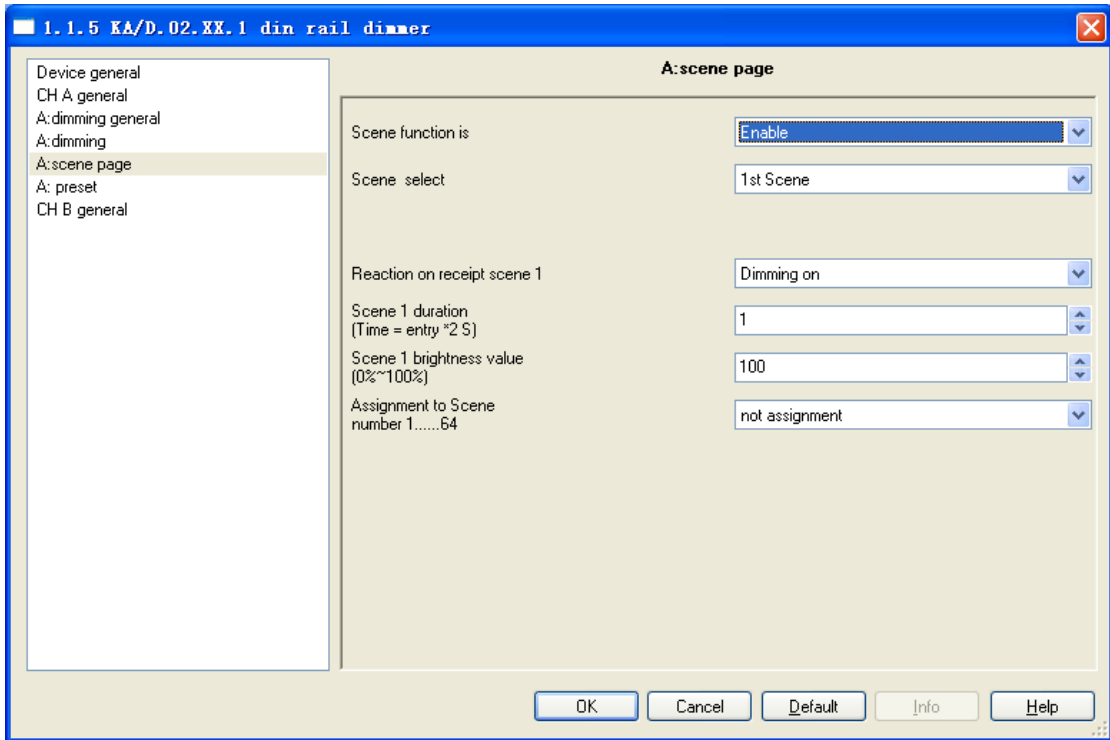 1.1.5 KA/D.02.XX.1 din rail dimmer
Device general
CH A general
A:dimming general
A:dimming
A:scene page
A: preset
CH B general
A:scene page
Scene function is
Enable
Scene select
1st Scene
Reaction on receipt scene 1
Dimming on
Scene 1 duration
(Time = entry *2 S)
1
Scene 1 brightness value
(0%~100%)
100
Assignment to Scene
number 1......64
not assignment
OK
Cancel
Default
Info
Help